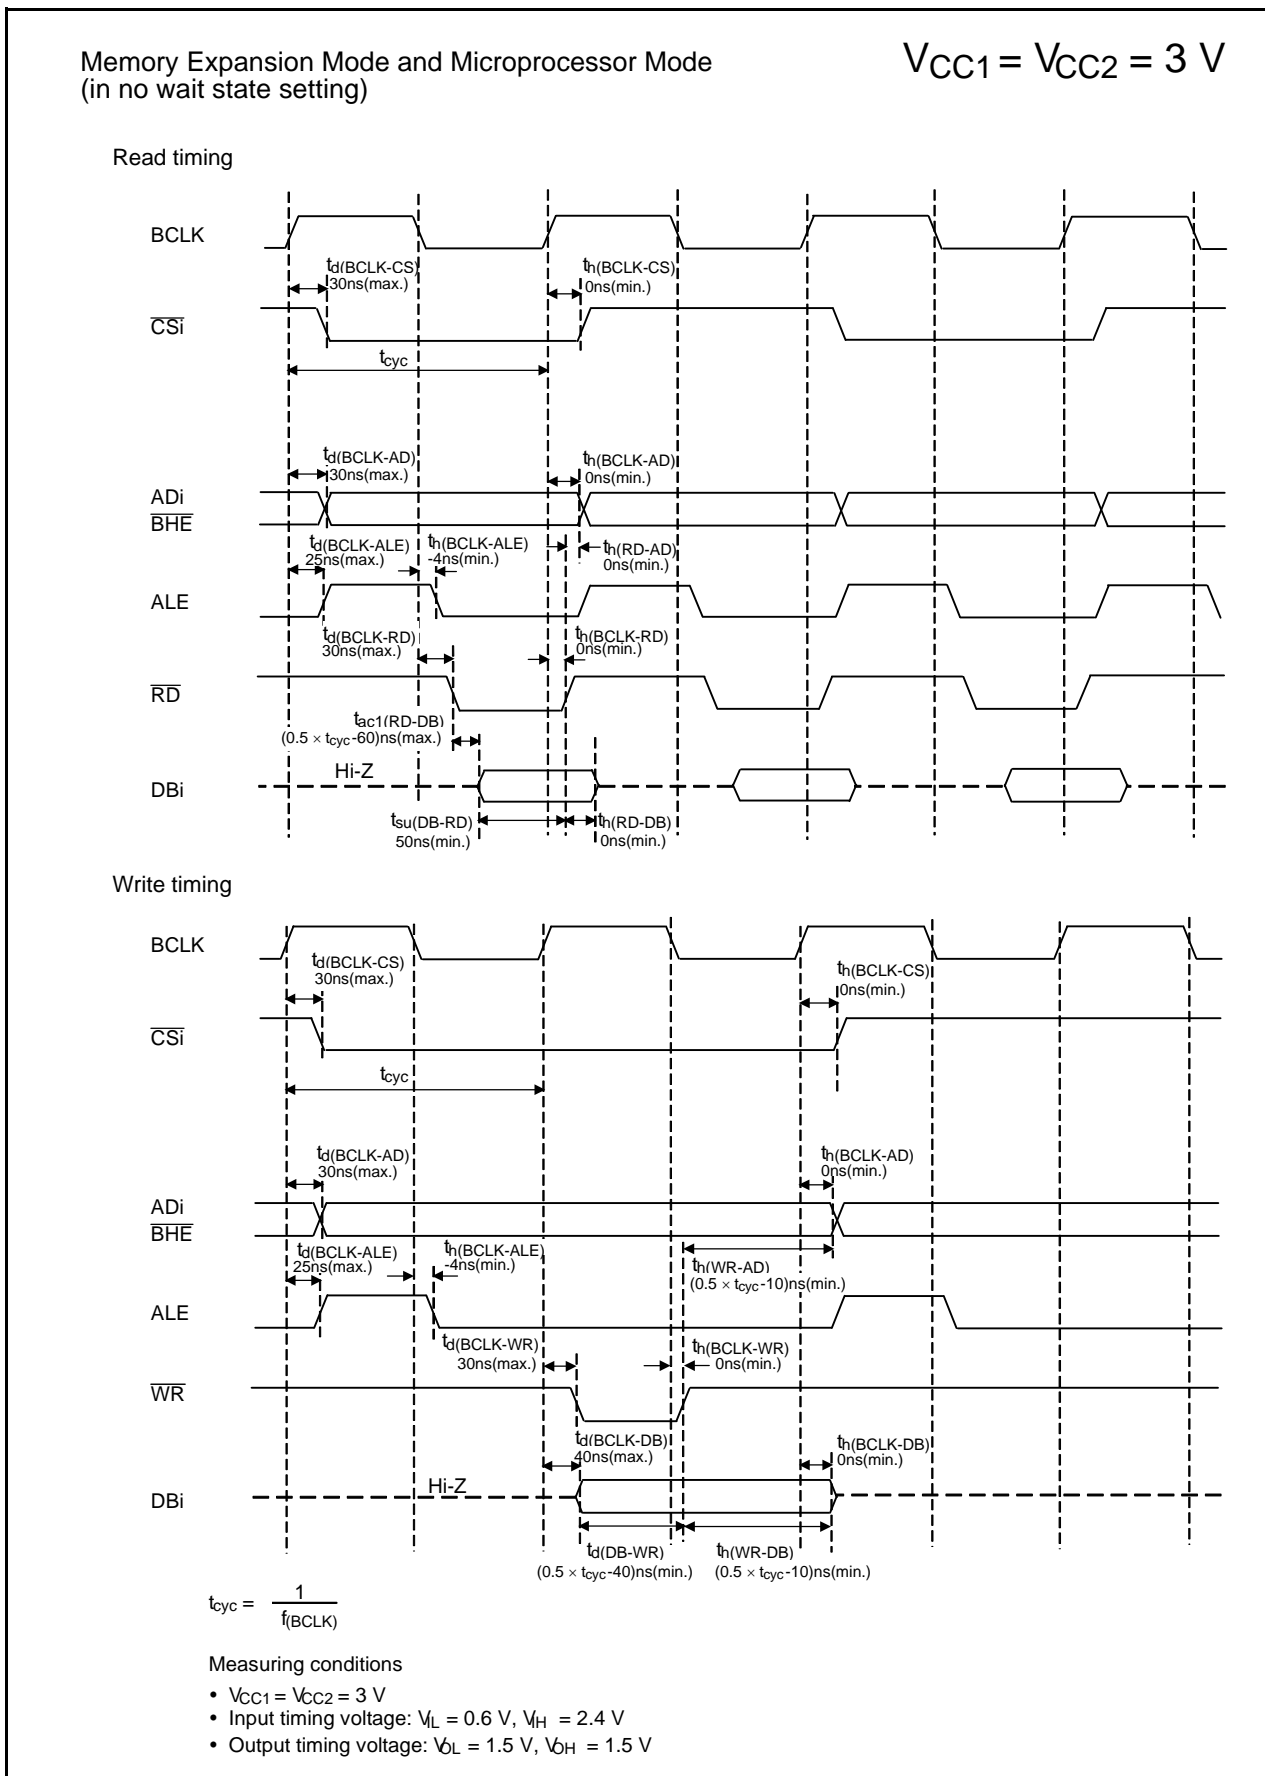 Memory Expansion Mode and Microprocessor Mode
(in no wait state setting)
VCC1 = VCC2 = 3 V
Read timing
BCLK
td(BCLK-CS)
30ns(max.)
th(BCLK-CS)
0ns(min.)
CSi
tcyc
td(BCLK-AD)
30ns(max.)
th(BCLK-AD)
0ns(min.)
ADi
BHE
td(BCLK-ALE)
25ns(max.)
th(BCLK-ALE)
-4ns(min.)
th(RD-AD)
0ns(min.)
ALE
td(BCLK-RD)
30ns(max.)
th(BCLK-RD)
0ns(min.)
RD
tac1(RD-DB)
(0.5 × tcyc-60)ns(max.)
Hi-Z
DBi
tsu(DB-RD)
50ns(min.)
th(RD-DB)
0ns(min.)
Write timing
BCLK
td(BCLK-CS)
30ns(max.)
th(BCLK-CS)
0ns(min.)
CSi
tcyc
td(BCLK-AD)
30ns(max.)
th(BCLK-AD)
0ns(min.)
ADi
BHE
td(BCLK-ALE)
25ns(max.)
th(BCLK-ALE)
-4ns(min.)
th(WR-AD)
(0.5 × tcyc-10)ns(min.)
ALE
td(BCLK-WR)
30ns(max.)
th(BCLK-WR)
0ns(min.)
WR
td(BCLK-DB)
40ns(max.)
th(BCLK-DB)
0ns(min.)
Hi-Z
DBi
td(DB-WR)
(0.5 × tcyc-40)ns(min.)
th(WR-DB)
(0.5 × tcyc-10)ns(min.)
tcyc = 1
f(BCLK)
Measuring conditions
• VCC1 = VCC2 = 3 V
• Input timing voltage: VIL = 0.6 V, VIH = 2.4 V
• Output timing voltage: VOL = 1.5 V, VOH = 1.5 V